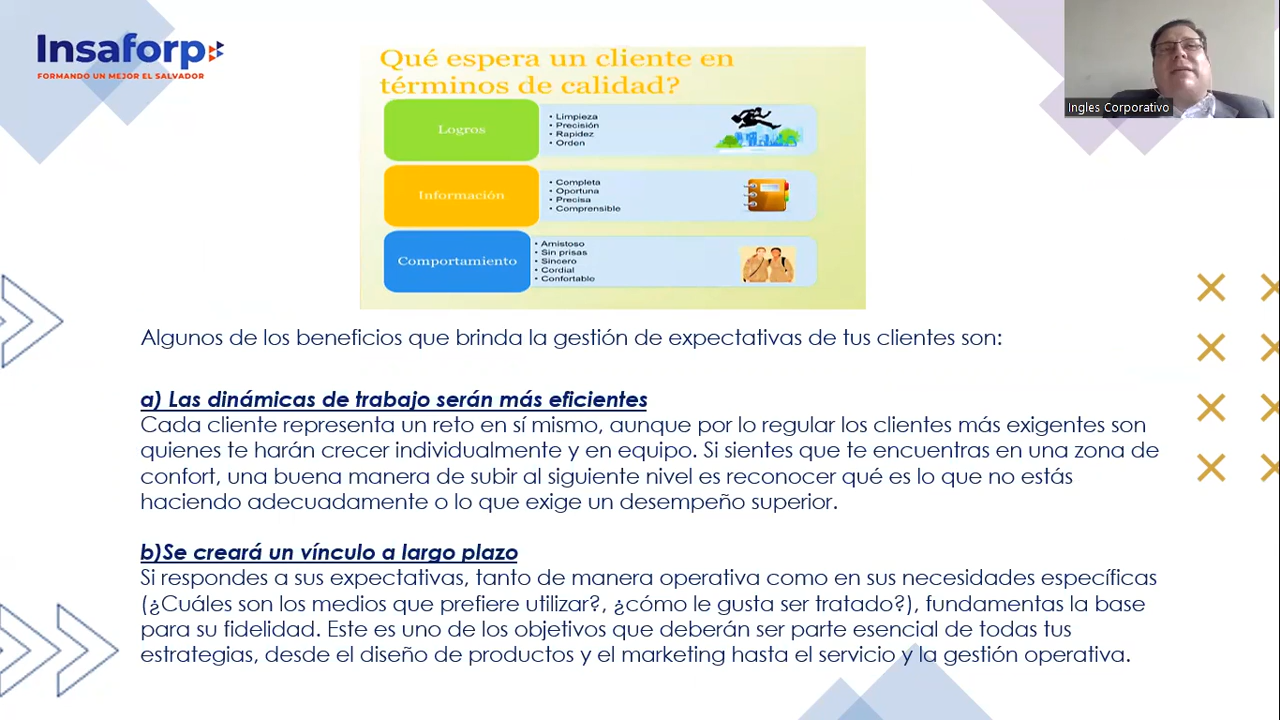 Insaforp
FORMANDO UN MEJOR EL SALVADOR
Qué espera un cliente en
términos de calidad?
Logros
• Limpieza
• Precisión
• Rapidez
• Orden
Información
• Completa
• Oportuna
• Precisa
• Comprensible
Comportamiento
• Amistoso
• Sin prisas
• Sincero
• Cordial
• Confortable
Ingles Corporativo
Algunos de los beneficios que brinda la gestión de expectativas de tus clientes son:
a) Las dinámicas de trabajo serán más eficientes
Cada cliente representa un reto en sí mismo, aunque por lo regular los clientes más exigentes son
quienes te harán crecer individualmente y en equipo. Si sientes que te encuentras en una zona de
confort, una buena manera de subir al siguiente nivel es reconocer qué es lo que no estás
haciendo adecuadamente o lo que exige un desempeño superior.
b)Se creará un vínculo a largo plazo
Si respondes a sus expectativas, tanto de manera operativa como en sus necesidades específicas
(¿Cuáles son los medios que prefiere utilizar?, ¿cómo le gusta ser tratado?), fundamentas la base
para su fidelidad. Este es uno de los objetivos que deberán ser parte esencial de todas tus
estrategias, desde el diseño de productos y el marketing hasta el servicio y la gestión operativa.